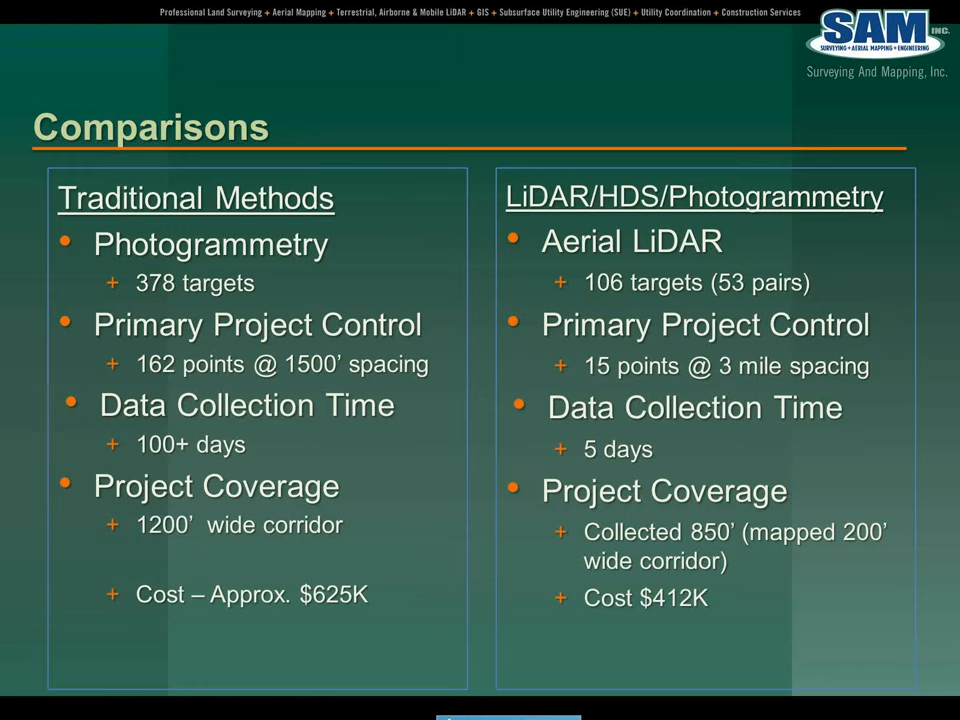 Professional Land Surveying + Aerial Mapping + Terrestrial, Airborne & Mobile LiDAR + GIS + Subsurface Utility Engineering (SUE) + Utility Coordination + Construction Services
SAM INC.
SURVEYING + AERIAL MAPPING + ENGINEERING
Surveying And Mapping, Inc.
Comparisons
Traditional Methods
• Photogrammetry
+ 378 targets
• Primary Project Control
+ 162 points @ 1500’ spacing
• Data Collection Time
+ 100+ days
• Project Coverage
+ 1200’ wide corridor
+ Cost – Approx. $625K
LiDAR/HDS/Photogrammetry
• Aerial LiDAR
+ 106 targets (53 pairs)
• Primary Project Control
+ 15 points @ 3 mile spacing
• Data Collection Time
+ 5 days
• Project Coverage
+ Collected 850’ (mapped 200’
wide corridor)
+ Cost $412K